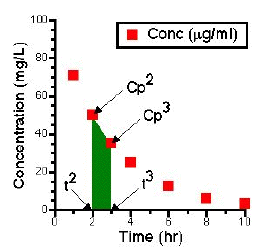 Conc (μg/ml)
Concentration (mg/L)
100
80
60
40
20
0
Cp²
Cp³
t²
t³
0 2 4 6 8 10
Time (hr)